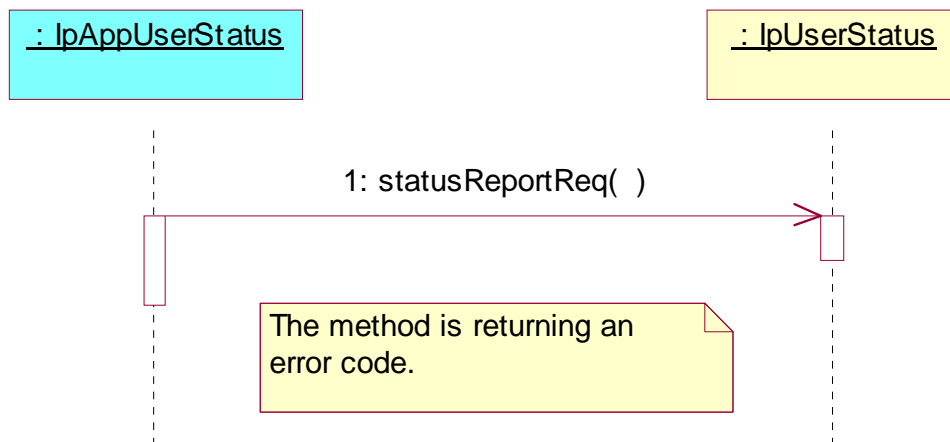 : IpAppUserStatus
: IpUserStatus
1: statusReportReq(  )
The method is returning an
error code.